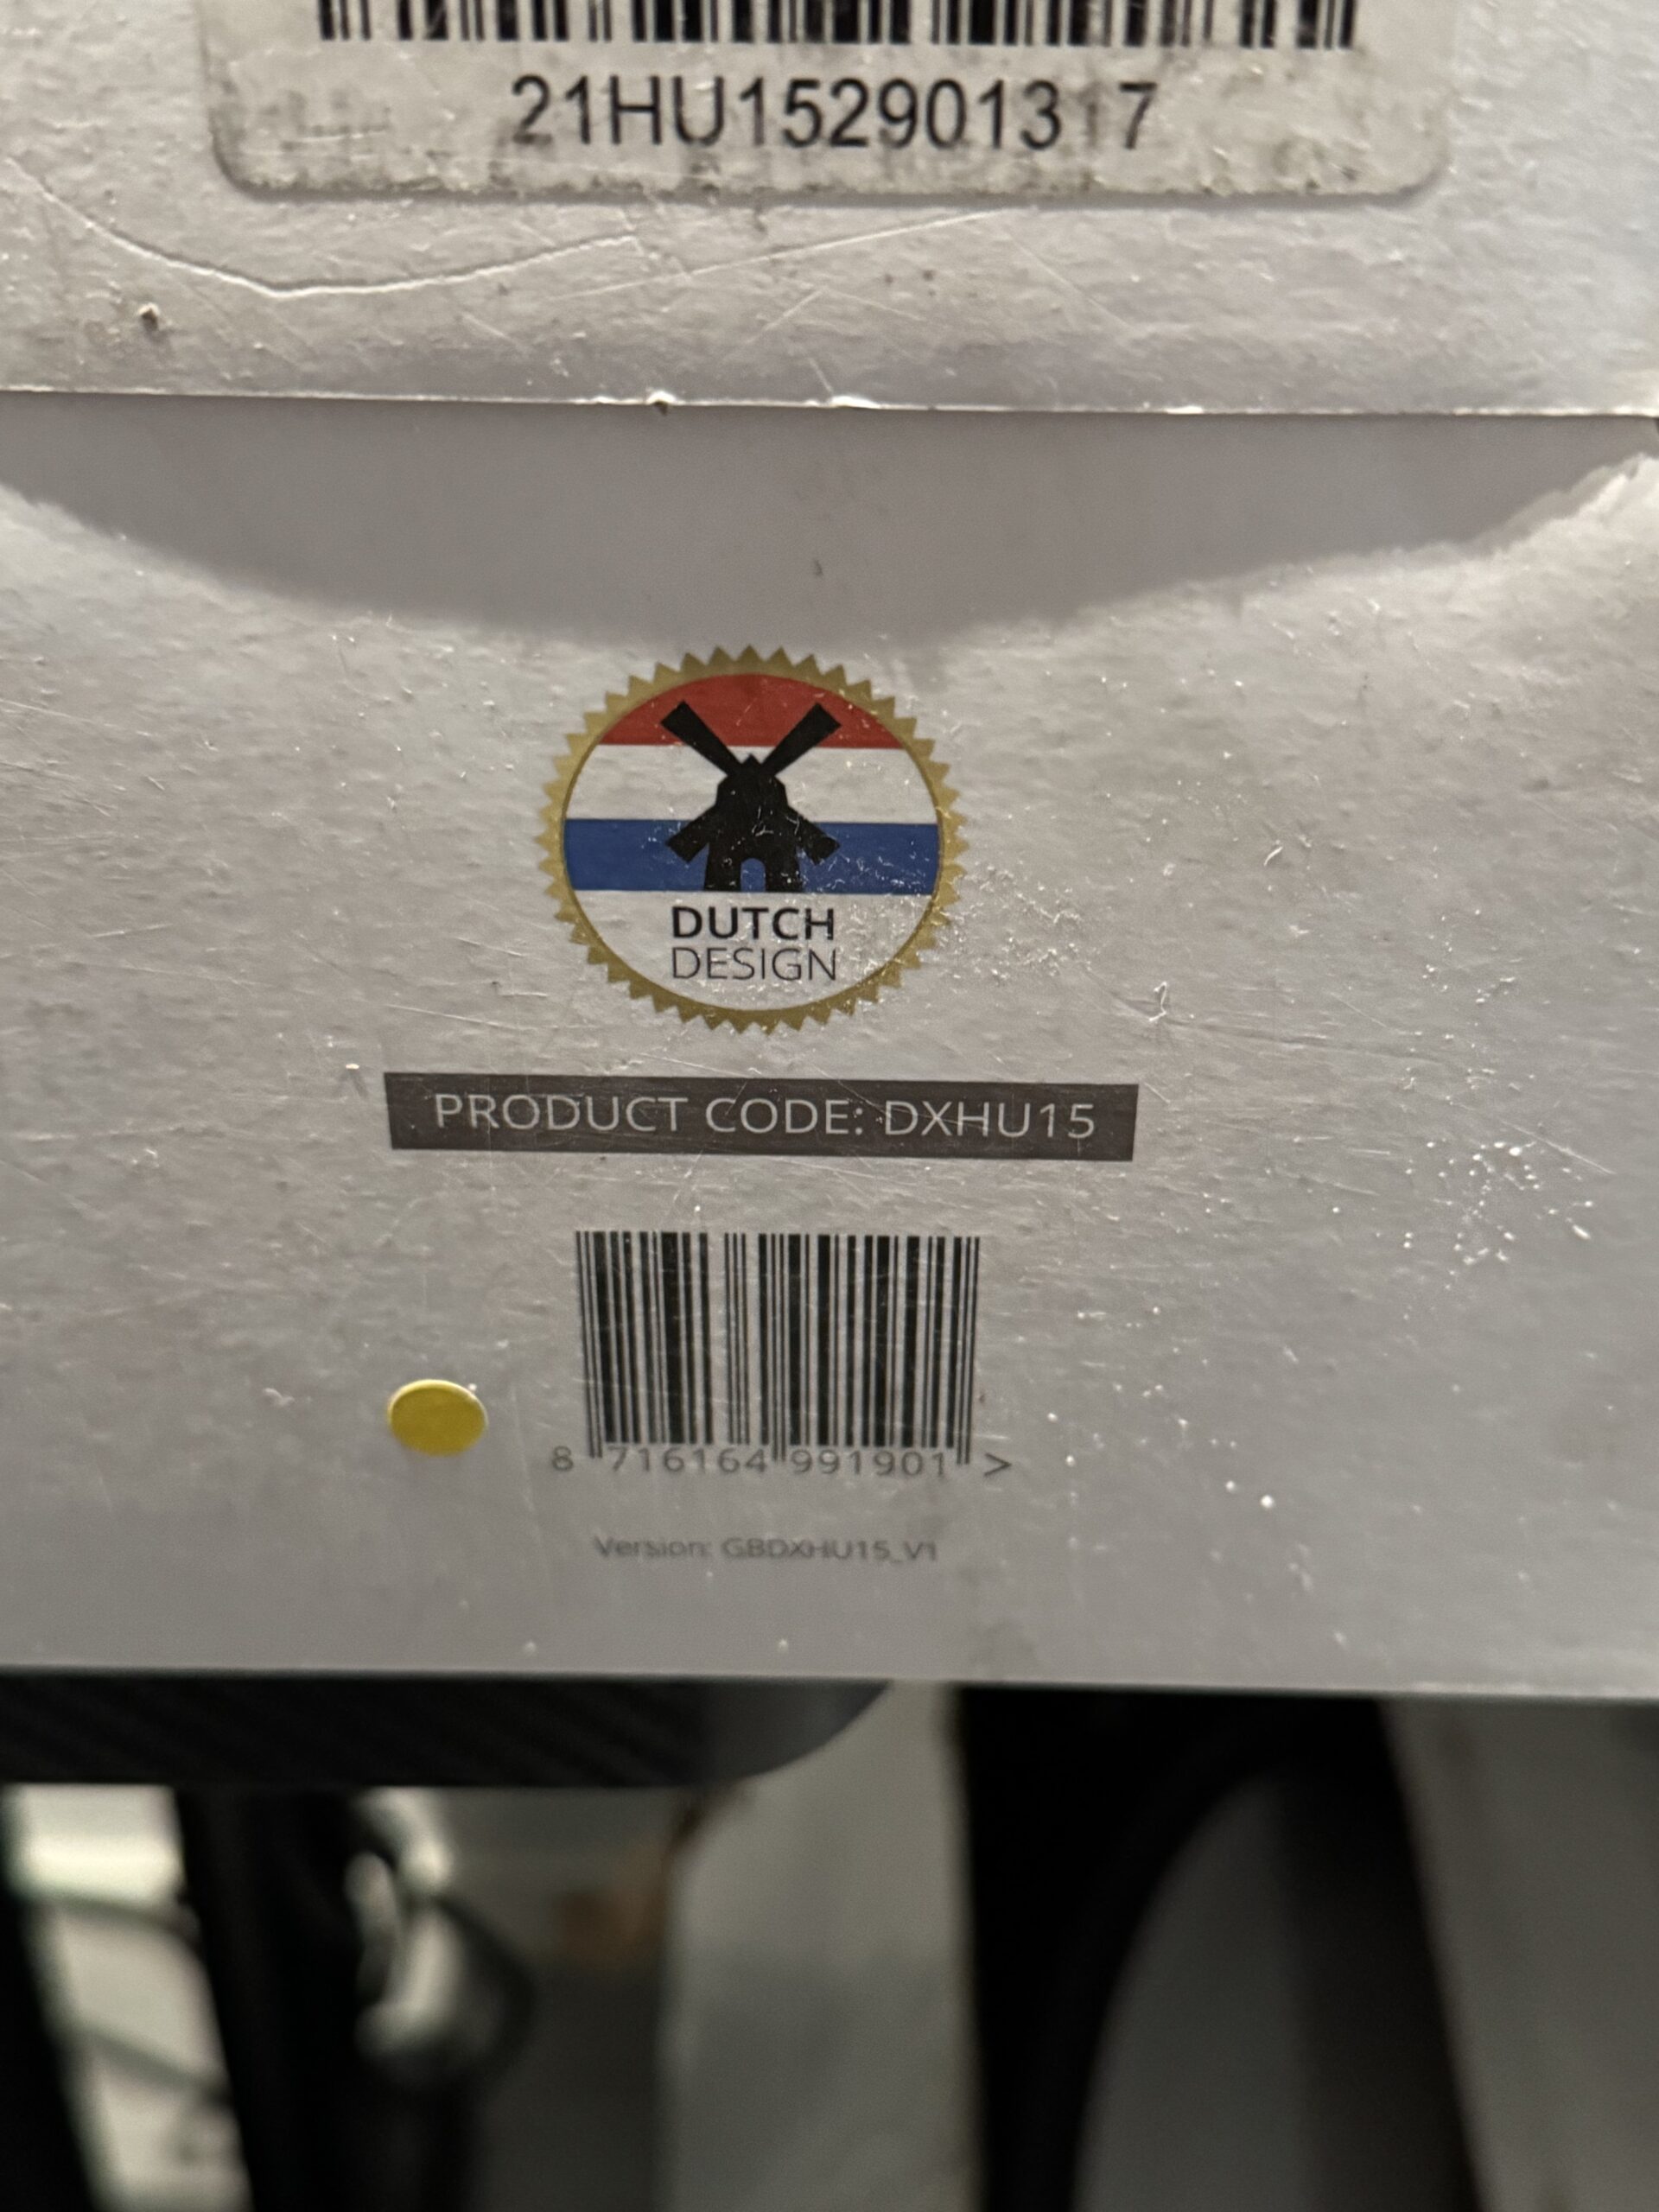 21HU152901317
DUTCH
DESIGN
PRODUCT CODE: DXHU15
8 716164 991901 >
Version: GBDXHU15_V1